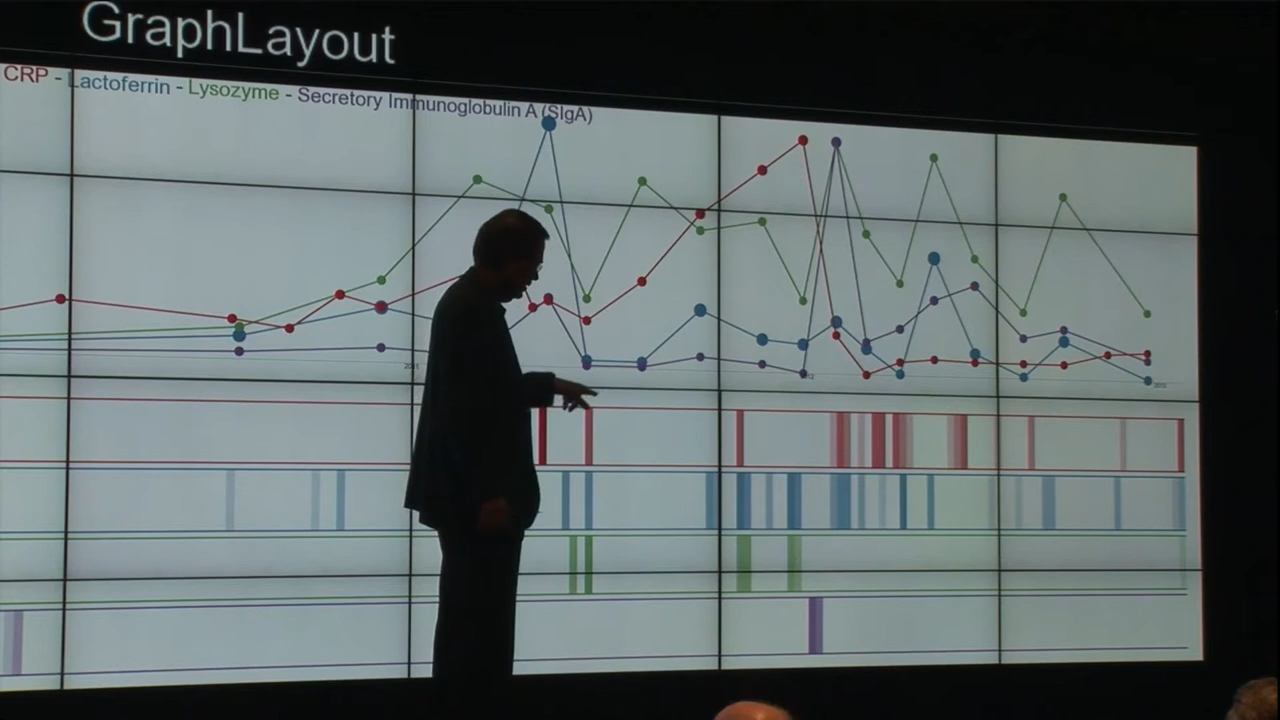 GraphLayout
CRP - Lactoferrin - Lysozyme - Secretory Immunoglobulin A (SIgA)